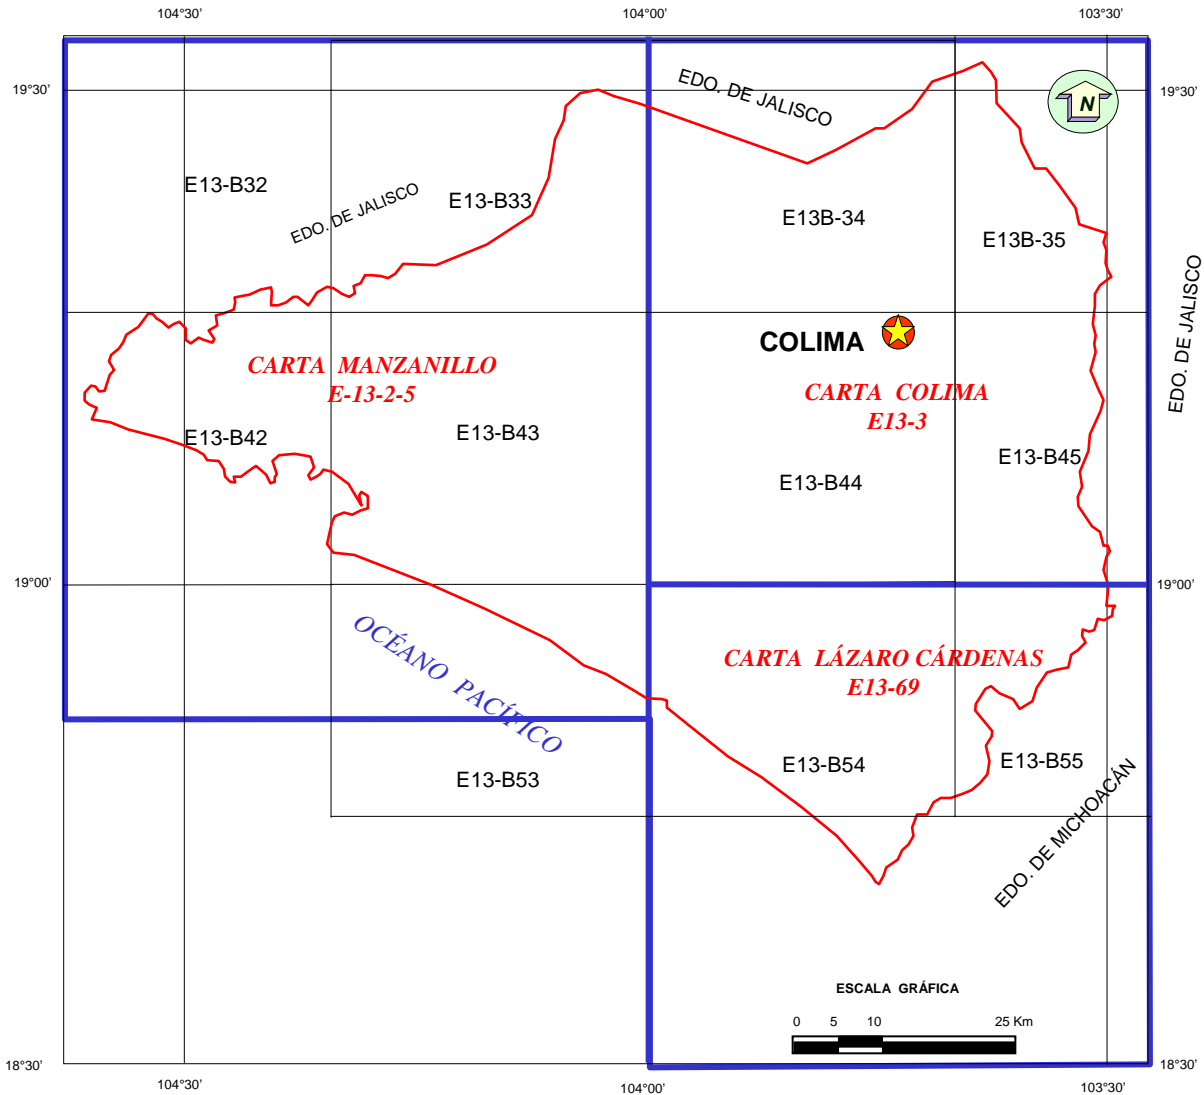 104°30'
104°00'
103°30'
19°30'
19°30'
EDO. DE JALISCO
N
E13-B32
E13-B33
EDO. DE JALISCO
E13B-34
E13B-35
EDO. DE JALISCO
COLIMA
CARTA MANZANILLO
E-13-2-5
CARTA COLIMA
E13-3
E13-B42
E13-B43
E13-B45
E13-B44
19°00'
19°00'
OCÉANO PACÍFICO
CARTA LÁZARO CÁRDENAS
E13-69
E13-B53
E13-B54
E13-B55
EDO. DE MICHOACÁN
ESCALA GRÁFICA
0 5 10 25 Km
18°30'
18°30'
104°30'
104°00'
103°30'